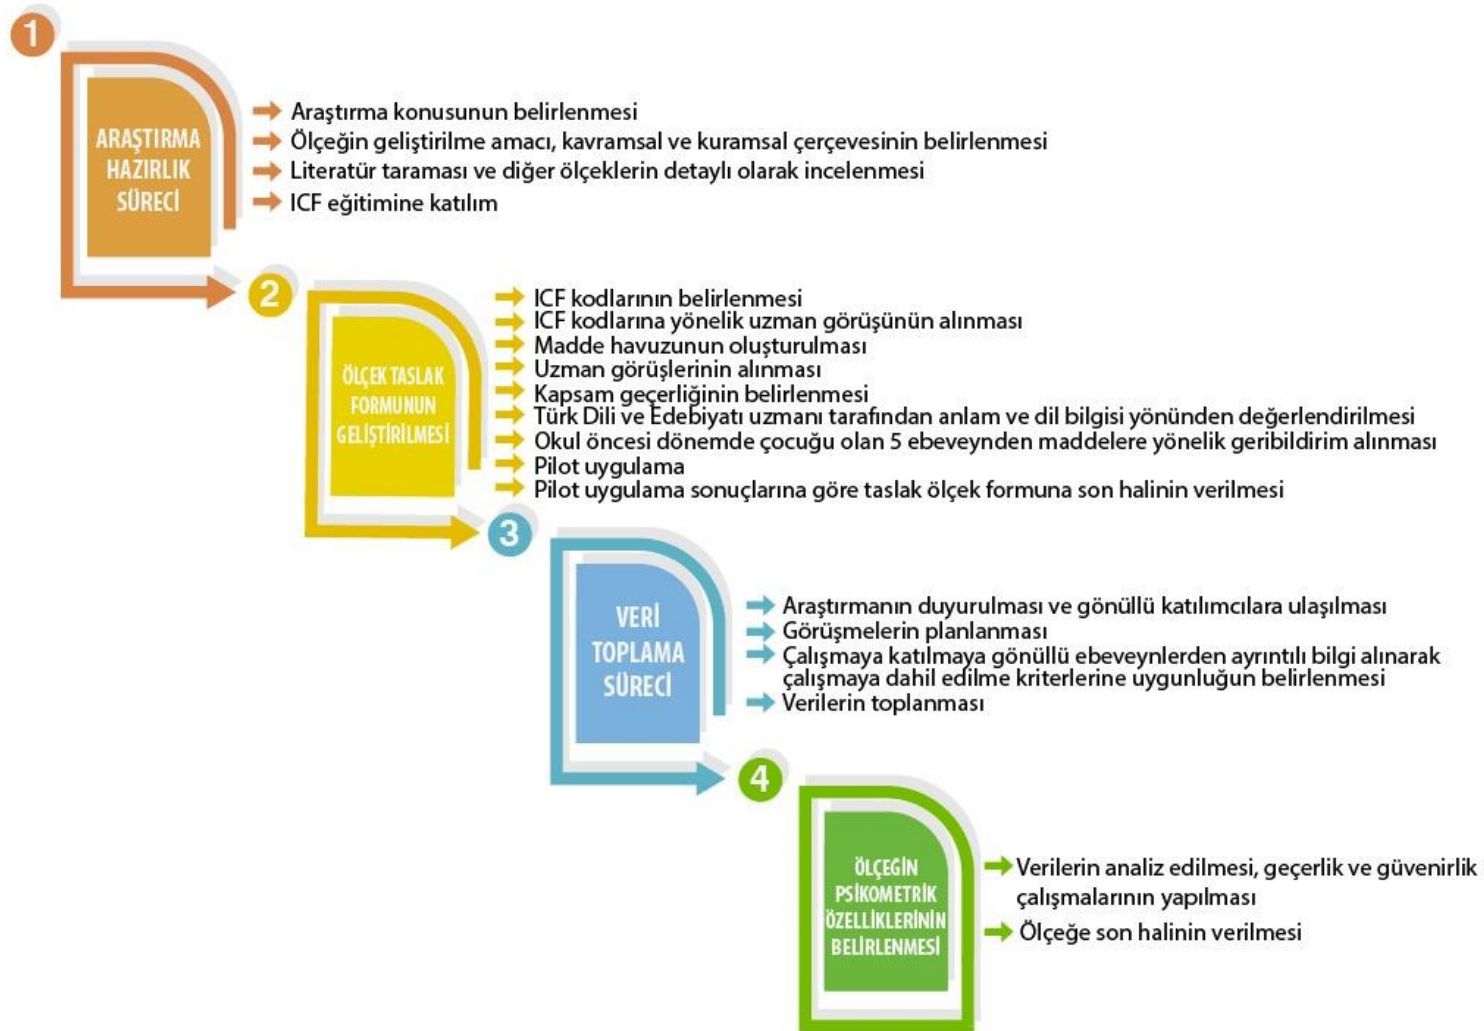 1
ARAŞTIRMA
HAZIRLIK
SÜRECİ
Araştırma konusunun belirlenmesi
Ölçeğin geliştirilme amacı, kavramsal ve kuramsal çerçevesinin belirlenmesi
Literatür taraması ve diğer ölçeklerin detaylı olarak incelenmesi
ICF eğitimine katılım
2
ÖLÇEK TASLAK
FORMUNUN
GELİŞTİRİLMESİ
ICF kodlarının belirlenmesi
ICF kodlarına yönelik uzman görüşünün alınması
Madde havuzunun oluşturulması
Uzman görüşlerinin alınması
Kapsam geçerliğinin belirlenmesi
Türk Dili ve Edebiyatı uzmanı tarafından anlam ve dil bilgisi yönünden değerlendirilmesi
Okul öncesi dönemde çocuğu olan 5 ebeveynden maddelere yönelik geribildirim alınması
Pilot uygulama
Pilot uygulama sonuçlarına göre taslak ölçek formuna son halinin verilmesi
3
VERİ
TOPLAMA
SÜRECİ
Araştırmanın duyurulması ve gönüllü katılımcılara ulaşılması
Görüşmelerin planlanması
Çalışmaya katılmaya gönüllü ebeveynlerden ayrıntılı bilgi alınarak
çalışmaya dahil edilme kriterlerine uygunluğun belirlenmesi
Verilerin toplanması
4
ÖLÇEGİN
PSİKOMETRİK
ÖZELLİKLERİNİN
BELİRLENMESİ
Verilerin analiz edilmesi, geçerlik ve güvenirlik
çalışmalarının yapılması
Ölçeğe son halinin verilmesi